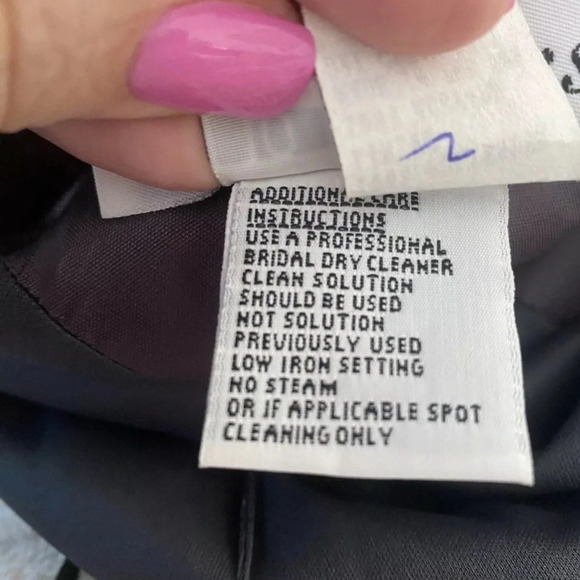 ADDITIONAL CARE
INSTRUCTIONS
USE A PROFESSIONAL
BRIDAL DRY CLEANER
CLEAN SOLUTION
SHOULD BE USED
NOT SOLUTION
PREVIOUSLY USED
LOW IRON SETTING
NO STEAM
OR IF APPLICABLE SPOT
CLEANING ONLY